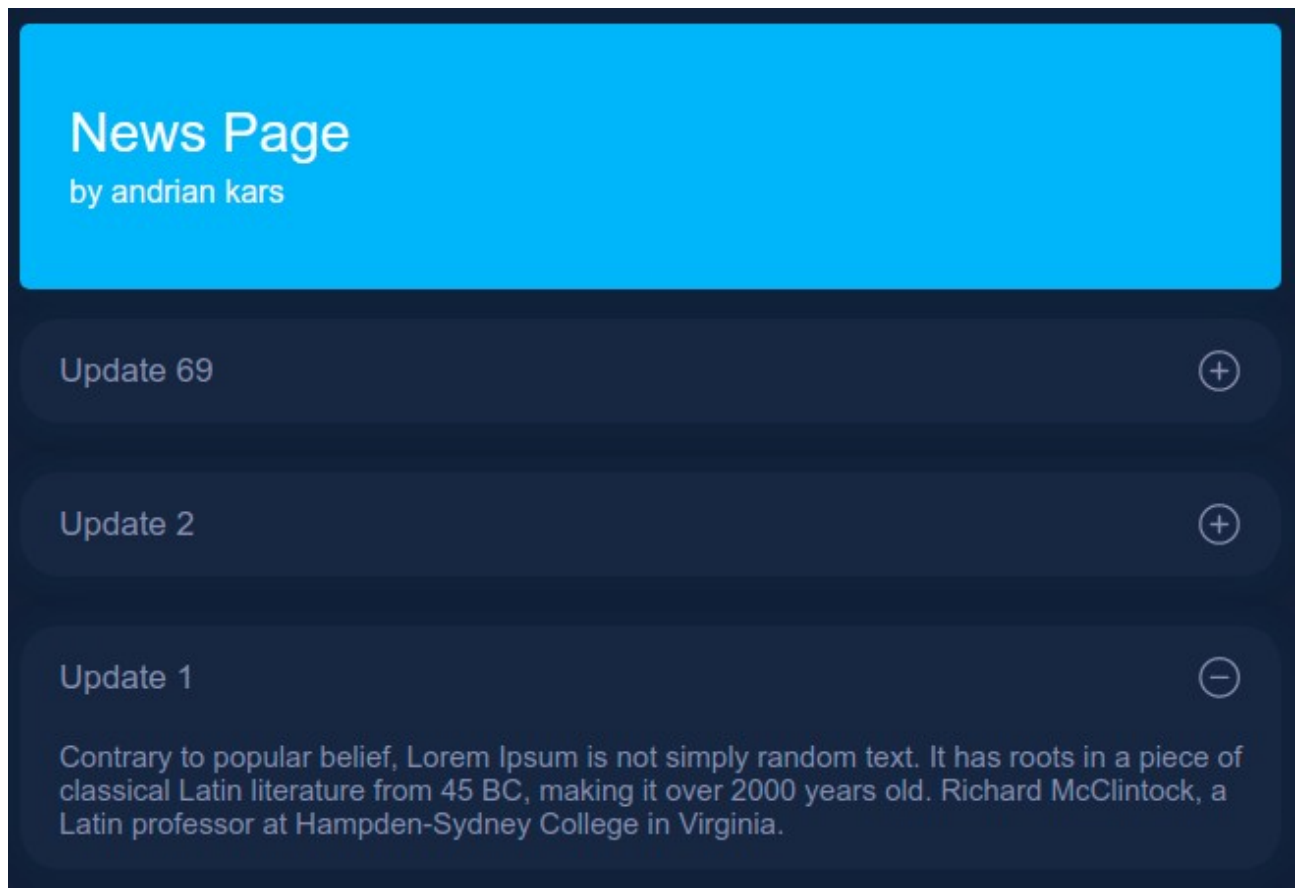 News Page
by andrian kars
Update 69
Update 2
Update 1
Contrary to popular belief, Lorem Ipsum is not simply random text. It has roots in a piece of
classical Latin literature from 45 BC, making it over 2000 years old. Richard McClintock, a
Latin professor at Hampden-Sydney College in Virginia.